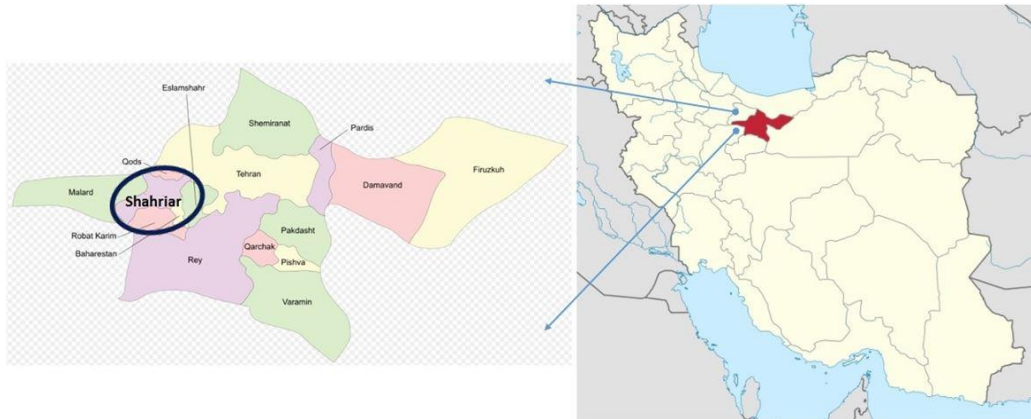 Eslamshahr
Shemiranat
Pardis
Qods
Tehran
Firuzkuh
Malard
Damavand
Shahriar
Robat Karim
Baharestan
Pakdasht
Qarchak
Rey
Pishva
Varamin